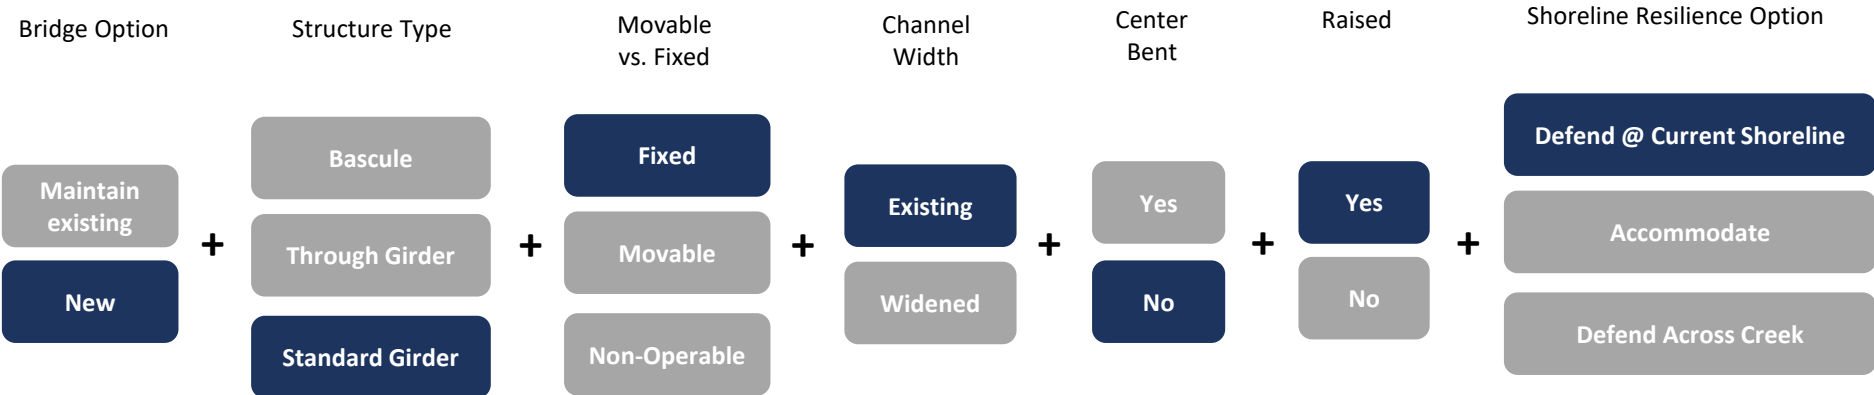 Bridge Option
Structure Type
Movable
vs. Fixed
Channel
Width
Center
Bent
Raised
Shoreline Resilience Option
Maintain
existing
New
+
Bascule
Through Girder
Standard Girder
+
Fixed
Movable
Non-Operable
+
Existing
Widened
+
Yes
No
+
Yes
No
+
Defend @ Current Shoreline
Accommodate
Defend Across Creek